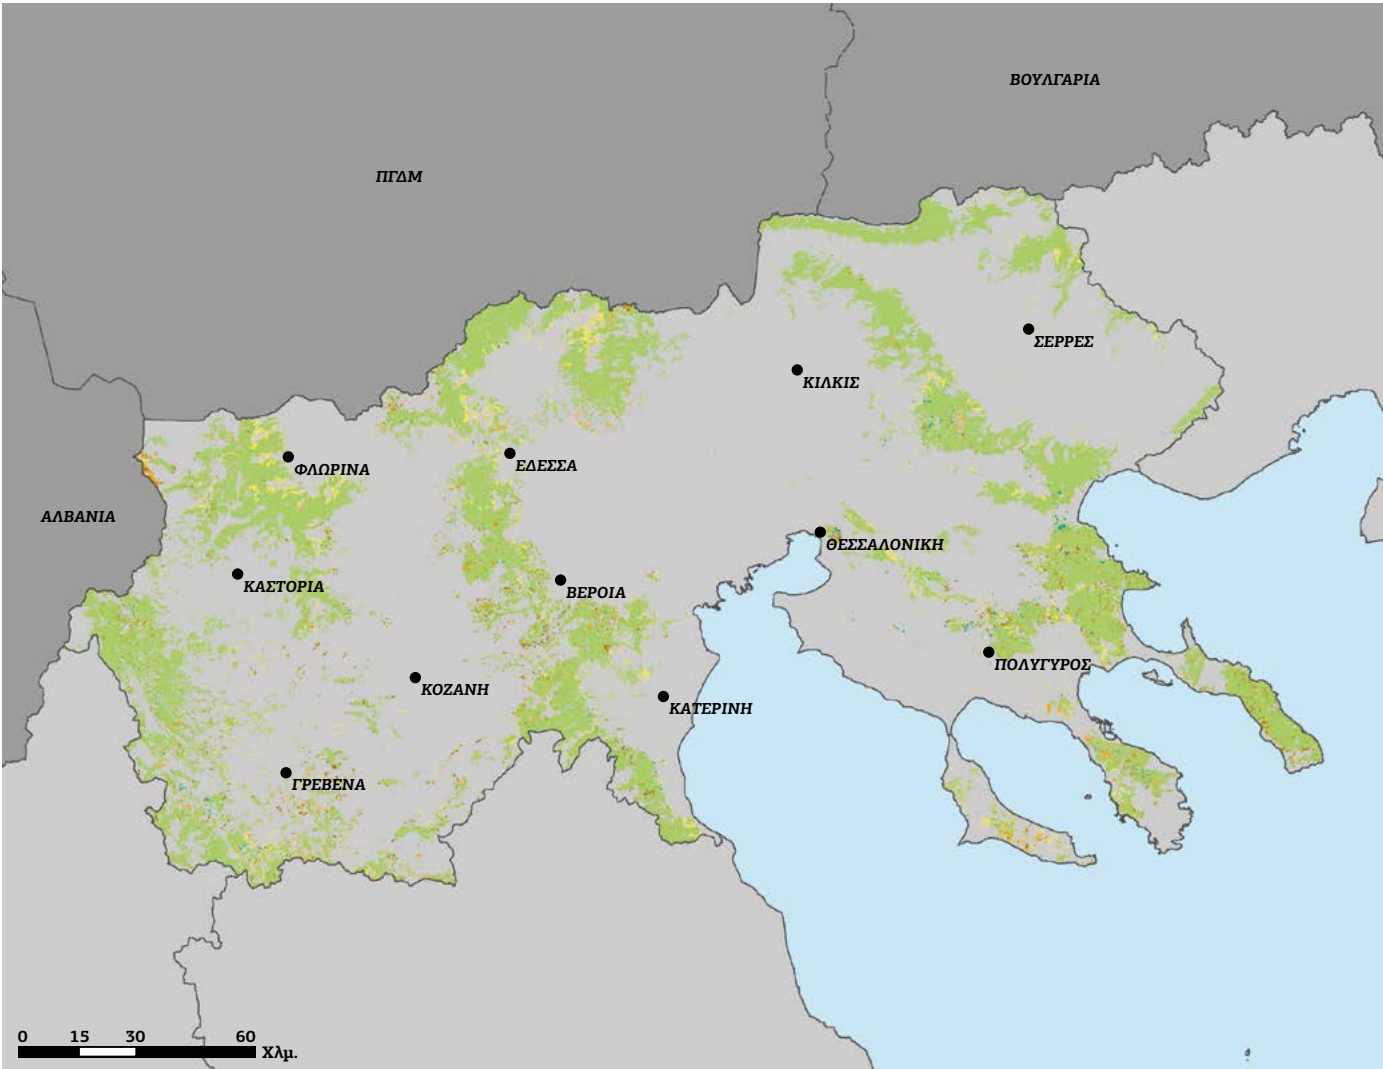 ΒΟΥΛΓΑΡΙΑ
ΠΓΔΜ
ΣΕΡΡΕΣ
ΚΙΛΚΙΣ
ΦΛΩΡΙΝΑ
ΕΔΕΣΣΑ
ΑΛΒΑΝΙΑ
ΘΕΣΣΑΛΟΝΙΚΗ
ΚΑΣΤΟΡΙΑ
ΒΕΡΟΙΑ
ΠΟΛΥΓΥΡΟΣ
ΚΟΖΑΝΗ
ΚΑΤΕΡΙΝΗ
ΓΡΕΒΕΝΑ
0 15 30 60
Χλμ.